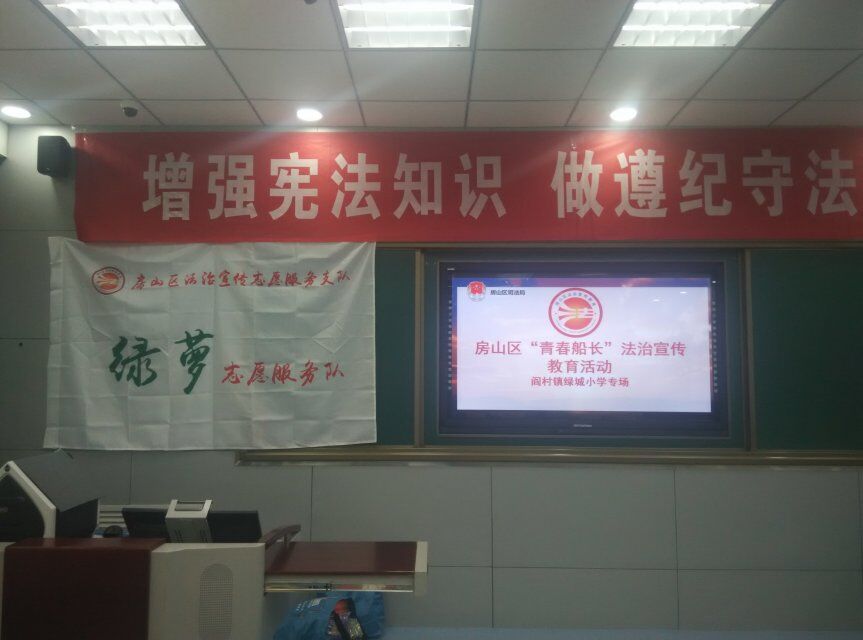 增强宪法知识 做遵纪守法
房山区法治宣传志愿服务支队
绿萝 志愿服务队
房山区司法局
房山区“青春船长”法治宣传
教育活动
阎村镇绿城小学专场